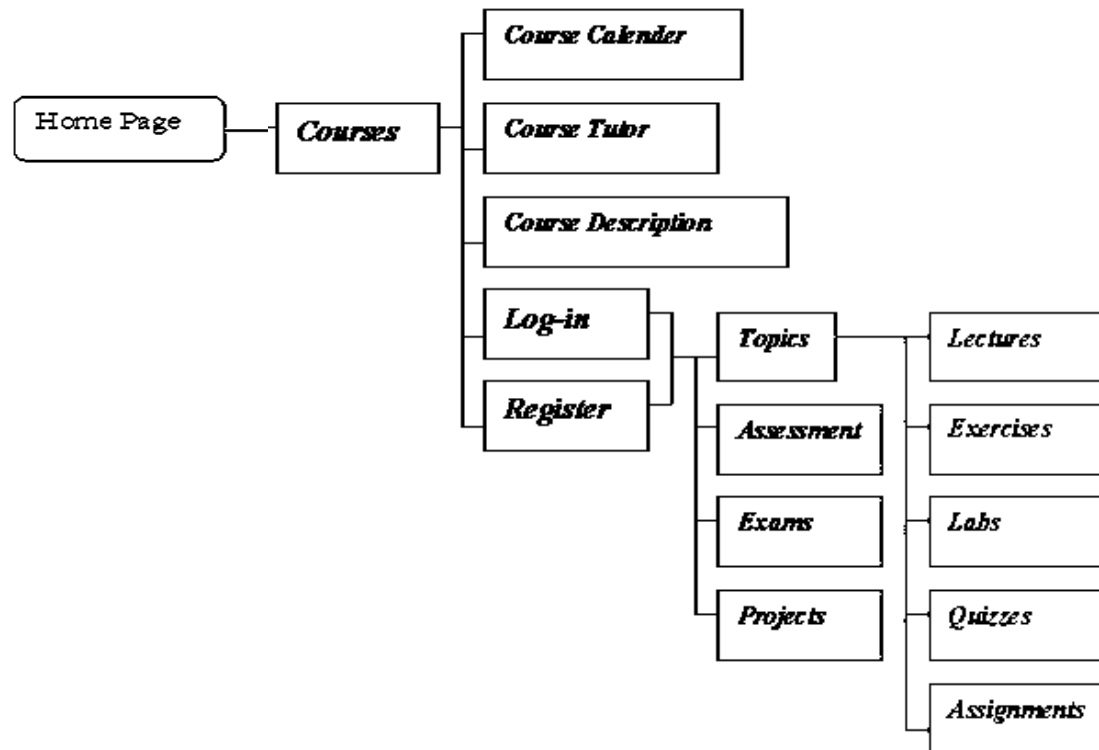 Home Page
Courses
Course Calender
Course Tutor
Course Description
Log-in
Register
Topics
Assessment
Exams
Projects
Lectures
Exercises
Labs
Quizzes
Assignments